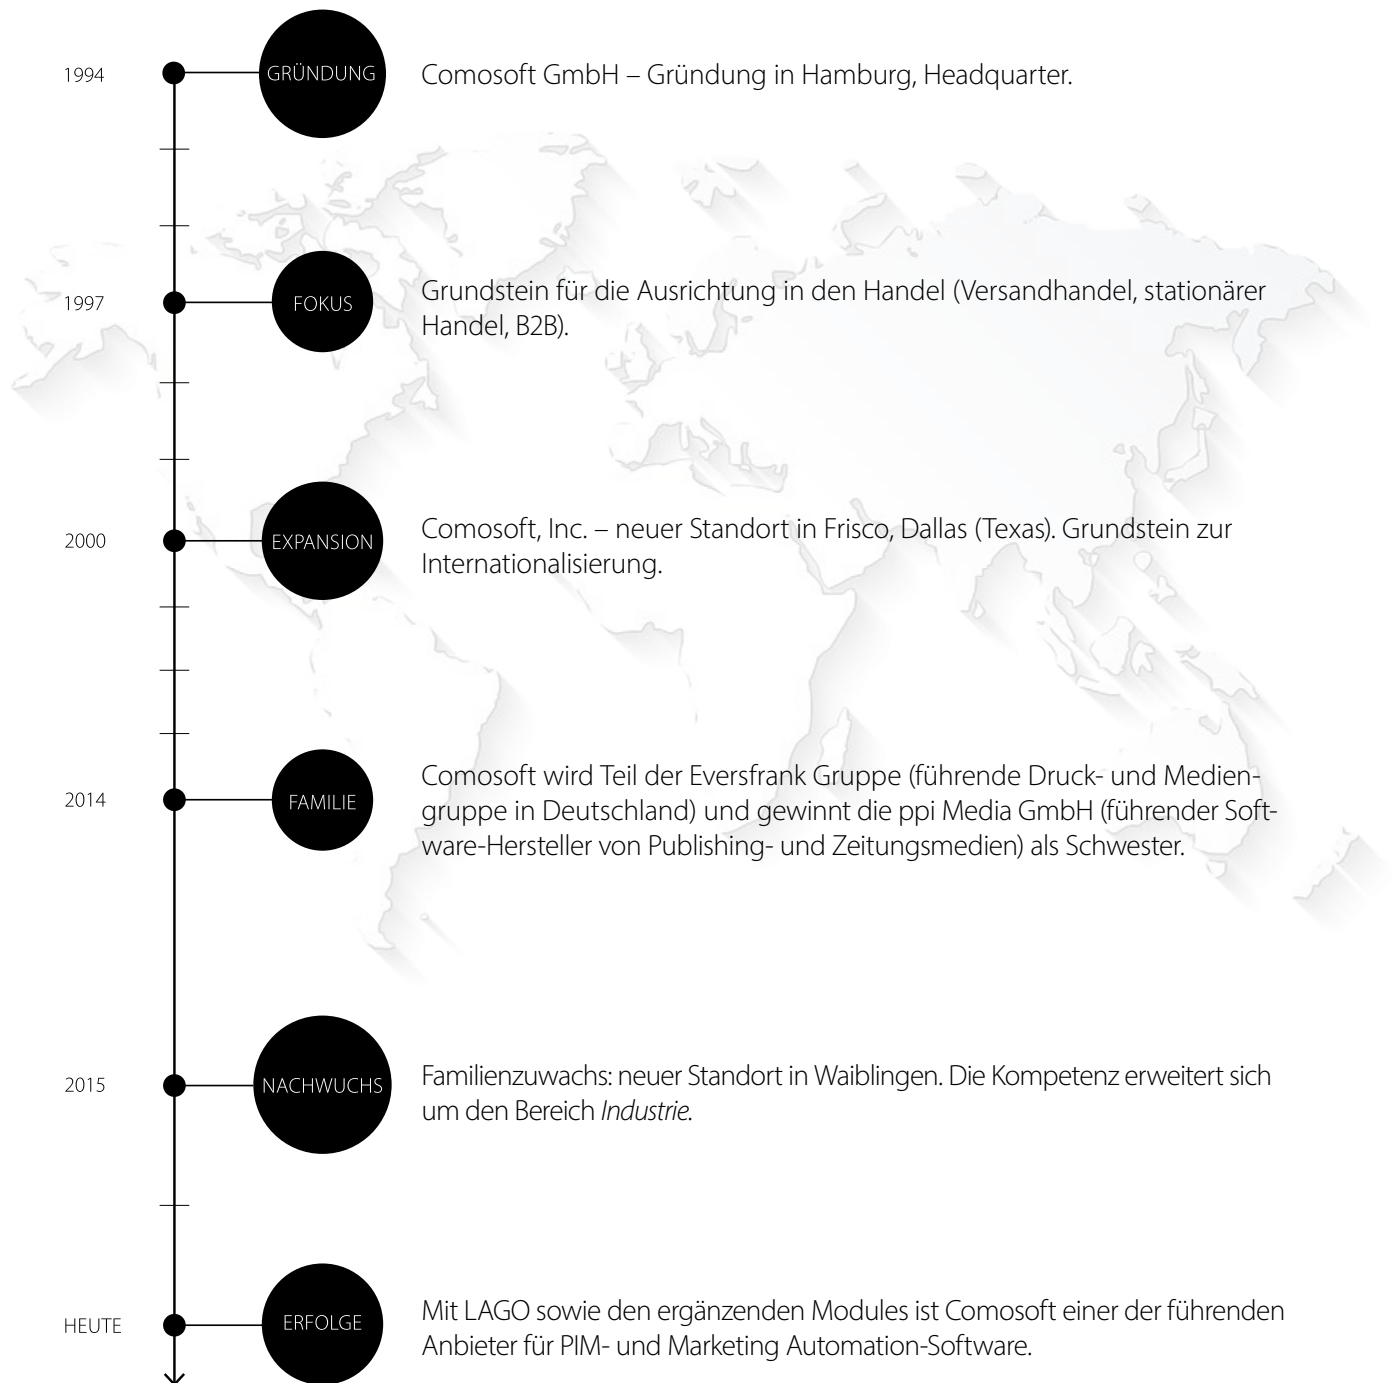 1994
GRÜNDUNG
Comosoft GmbH – Gründung in Hamburg, Headquarter.
1997
FOKUS
Grundstein für die Ausrichtung in den Handel (Versandhandel, stationärer
Handel, B2B).
2000
EXPANSION
Comosoft, Inc. – neuer Standort in Frisco, Dallas (Texas). Grundstein zur
Internationalisierung.
2014
FAMILIE
Comosoft wird Teil der Eversfrank Gruppe (führende Druck- und Medien-
gruppe in Deutschland) und gewinnt die ppi Media GmbH (führender Soft-
ware-Hersteller von Publishing- und Zeitungsmedien) als Schwester.
2015
NACHWUCHS
Familienzuwachs: neuer Standort in Waiblingen. Die Kompetenz erweitert sich
um den Bereich Industrie.
HEUTE
ERFOLGE
Mit LAGO sowie den ergänzenden Modules ist Comosoft einer der führenden
Anbieter für PIM- und Marketing Automation-Software.